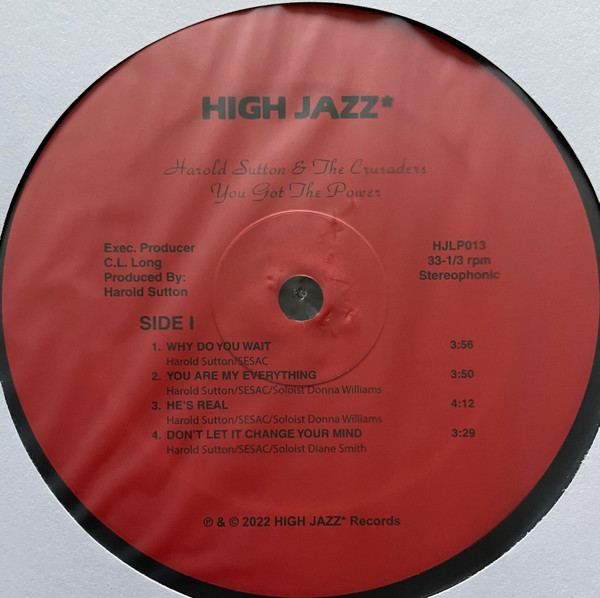 HIGH JAZZ*
Harold Sutton & The Crusaders
You Got The Power
Exec. Producer
C.L. Long
Produced By:
Harold Sutton
HJLP013
33-1/3 rpm
Stereophonic
SIDE I
1. WHY DO YOU WAIT 3:56
Harold Sutton/SESAC
2. YOU ARE MY EVERYTHING 3:50
Harold Sutton/SESAC/Soloist Donna Williams
3. HE'S REAL 4:12
Harold Sutton/SESAC/Soloist Donna Williams
4. DON'T LET IT CHANGE YOUR MIND 3:29
Harold Sutton/SESAC/Soloist Diane Smith
℗ & © 2022 HIGH JAZZ* Records